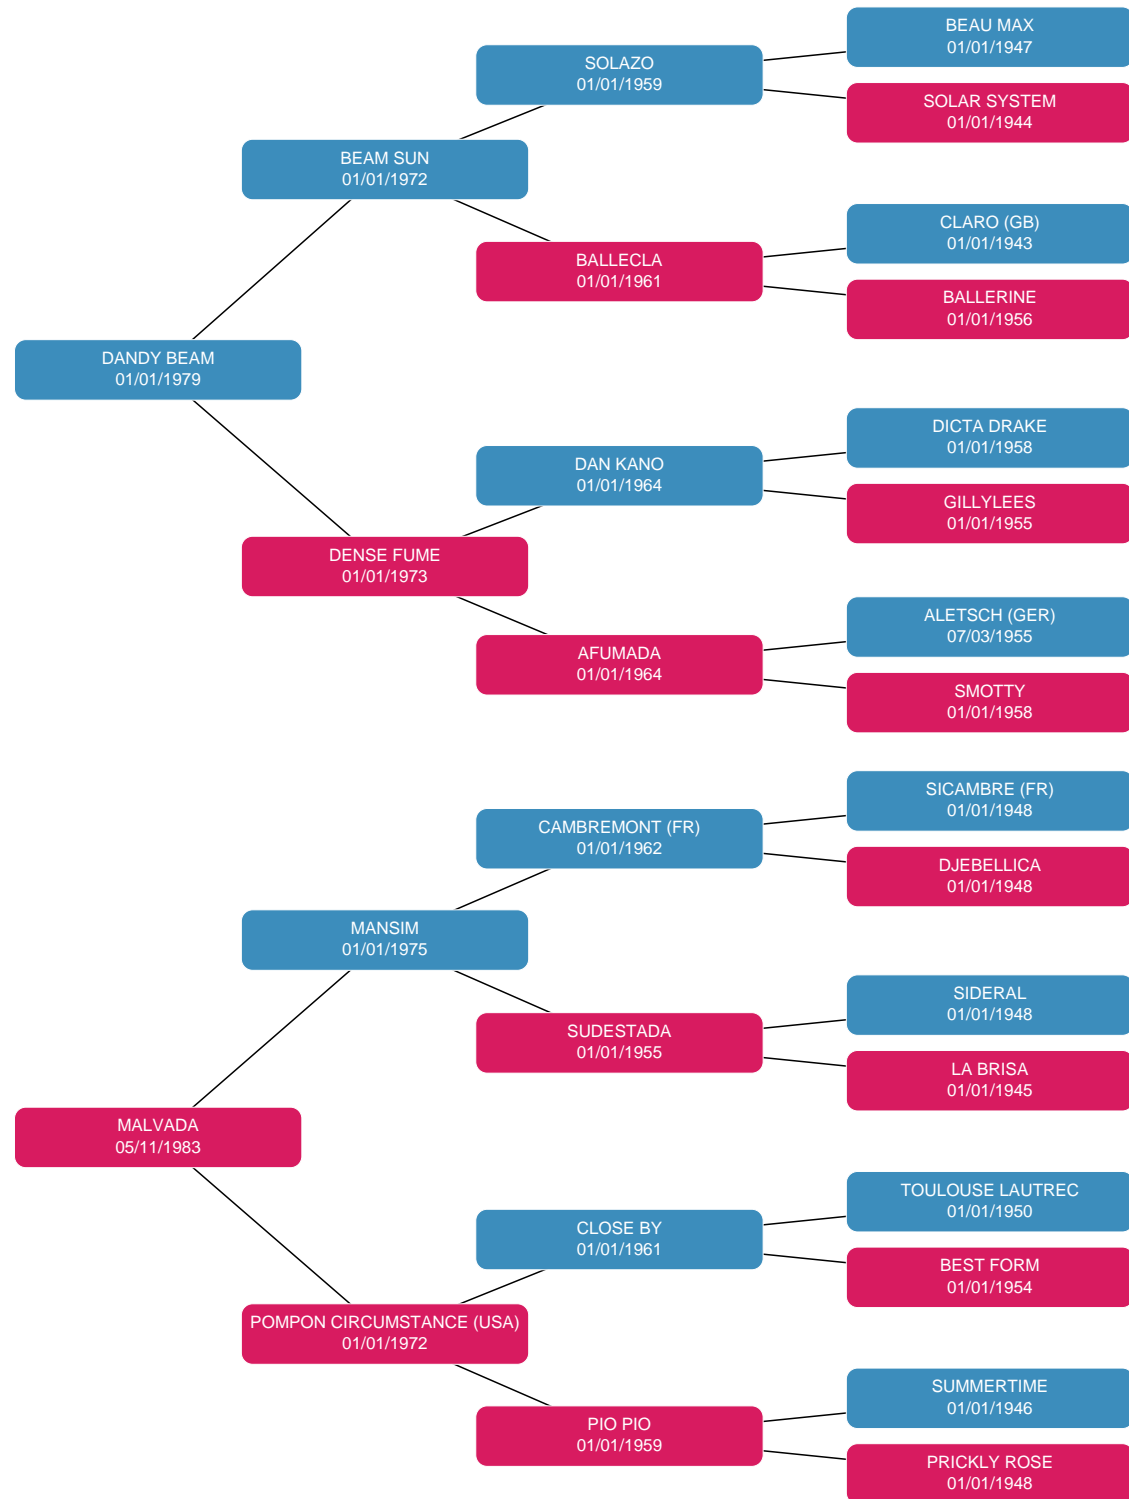 BEAU MAX
01/01/1947
SOLAZO
01/01/1959
SOLAR SYSTEM
01/01/1944
BEAM SUN
01/01/1972
CLARO (GB)
01/01/1943
BALLECLA
01/01/1961
BALLERINE
01/01/1956
DANDY BEAM
01/01/1979
DICTA DRAKE
01/01/1958
DAN KANO
01/01/1964
GILLYLEES
01/01/1955
DENSE FUME
01/01/1973
ALETSCH (GER)
07/03/1955
AFUMADA
01/01/1964
SMOTTY
01/01/1958
SICAMBRE (FR)
01/01/1948
CAMBREMONT (FR)
01/01/1962
DJEBELLICA
01/01/1948
MANSIM
01/01/1975
SIDERAL
01/01/1948
SUDESTADA
01/01/1955
LA BRISA
01/01/1945
MALVADA
05/11/1983
TOULOUSE LAUTREC
01/01/1950
CLOSE BY
01/01/1961
BEST FORM
01/01/1954
POMPON CIRCUMSTANCE (USA)
01/01/1972
SUMMERTIME
01/01/1946
PIO PIO
01/01/1959
PRICKLY ROSE
01/01/1948